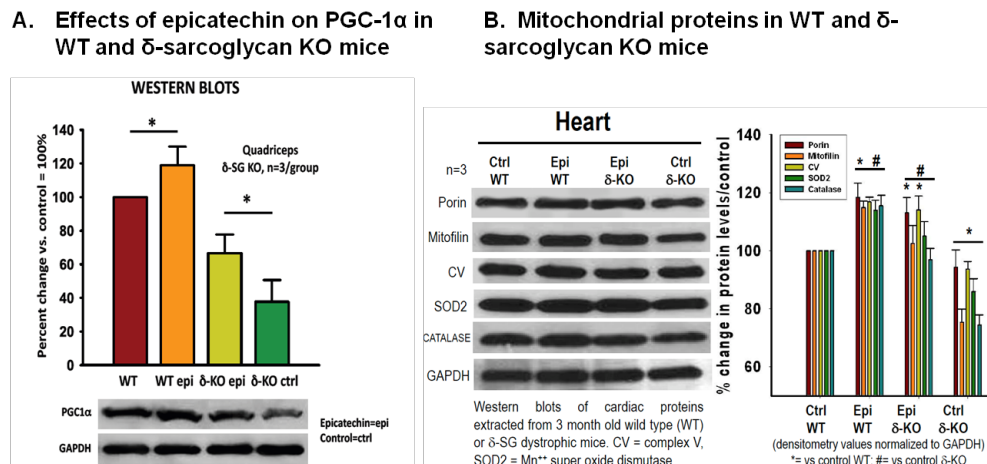 A. Effects of epicatechin on PGC-1α in
WT and δ-sarcoglycan KO mice
WESTERN BLOTS
Percent change vs. control = 100%
140
120
100
80
60
40
20
0
*
*
Quadriceps
δ-SG KO, n=3/group
WT WT epi δ-KO epi δ-KO ctrl
PGC1α
GAPDH
Epicatechin=epi
Control=ctrl
B. Mitochondrial proteins in WT and δ-
sarcoglycan KO mice
Heart
n=3
Ctrl Epi Epi Ctrl
WT WT δ-KO δ-KO
Porin
Mitofilin
CV
SOD2
CATALASE
GAPDH
Western blots of cardiac proteins
extracted from 3 month old wild type (WT)
or δ-SG dystrophic mice. CV = complex V,
SOD2 = Mn⁺⁺ super oxide dismutase
% change in protein levels/control
140
120
100
80
60
Porin
Mitofilin
CV
SOD2
Catalase
* #
#
* *
*
Ctrl Epi Epi Ctrl
WT WT δ-KO δ-KO
(densitometry values normalized to GAPDH)
*= vs control WT; #= vs control δ-KO